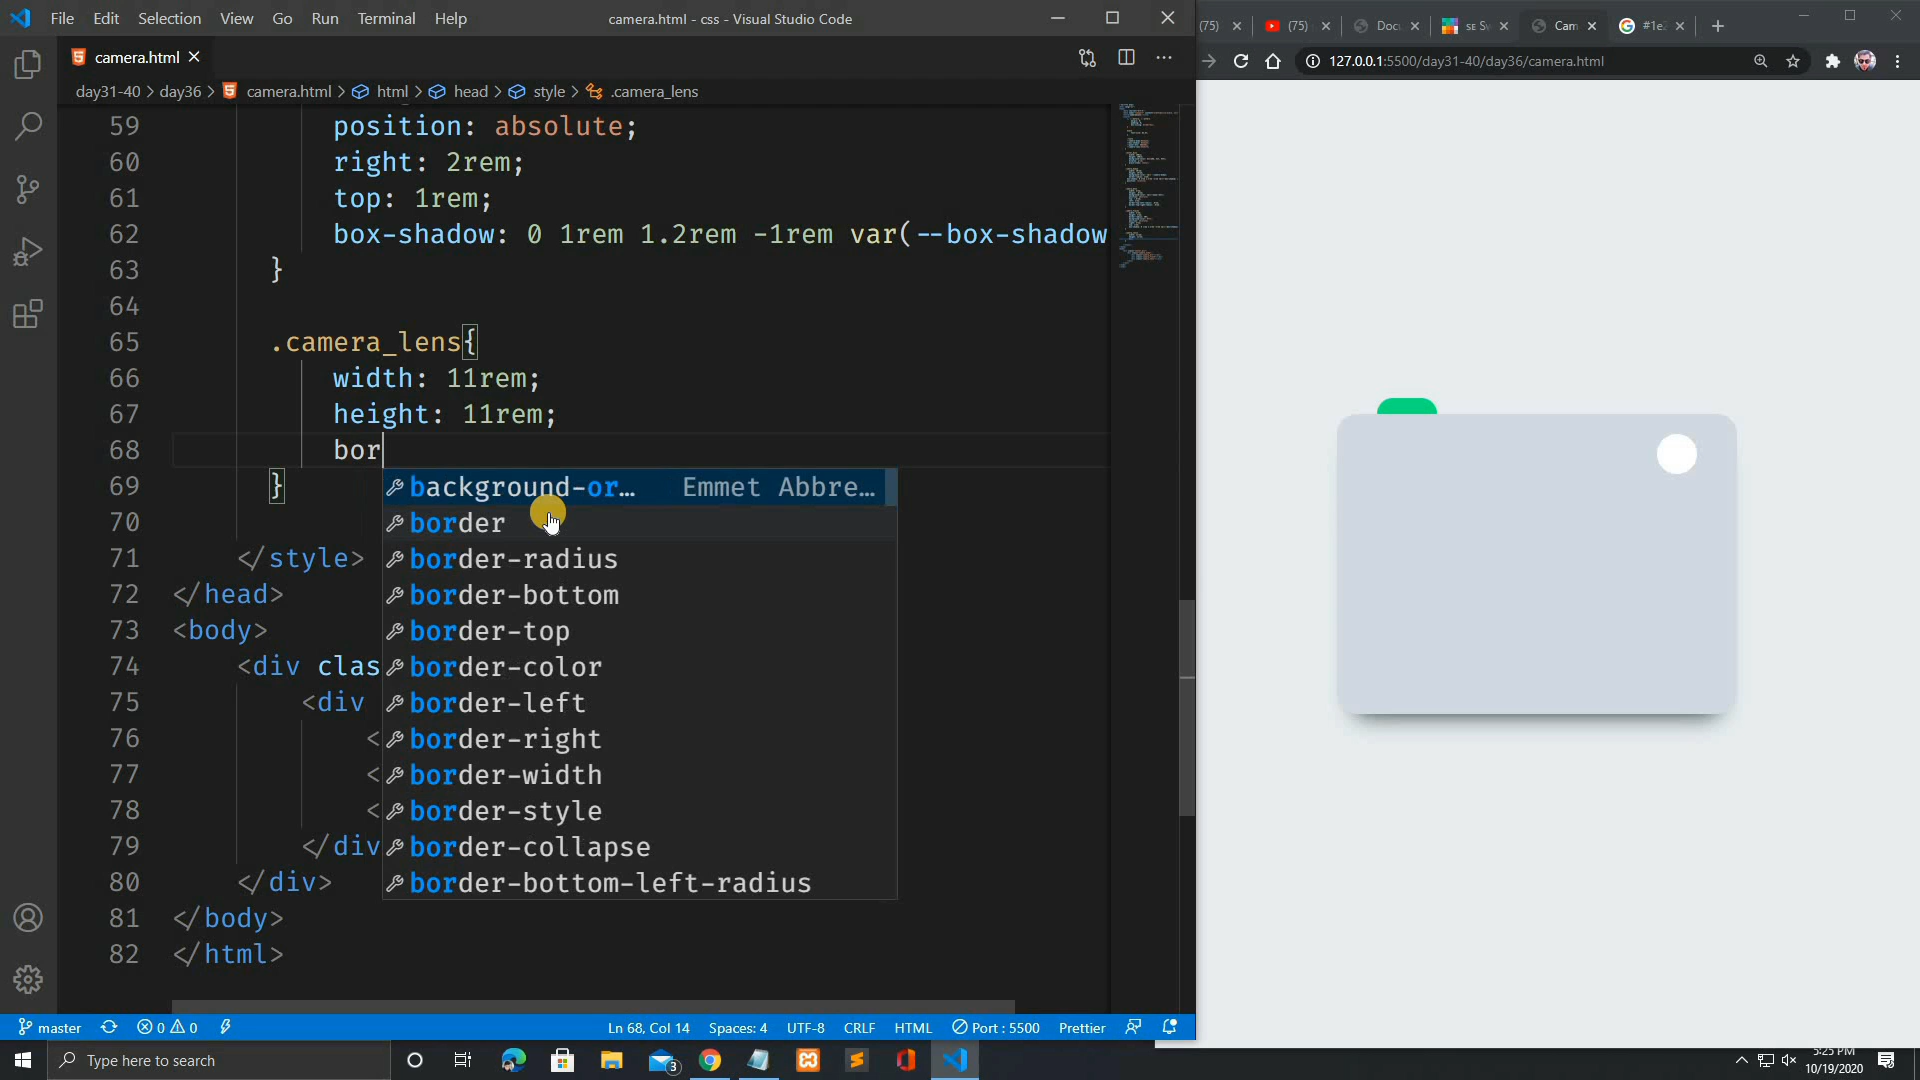 File Edit Selection View Go Run Terminal Help
camera.html - css - Visual Studio Code
(75)
(75)
Doc
SE S
Cam
#1e
camera.html
127.0.0.1:5500/day31-40/day36/camera.html
day31-40 > day36 > camera.html > html > head > style > .camera_lens
59 position: absolute;
60 right: 2rem;
61 top: 1rem;
62 box-shadow: 0 1rem 1.2rem -1rem var(--box-shadow
63 }
64
65 .camera_lens{
66 width: 11rem;
67 height: 11rem;
68 bor
69 }
background-or… Emmet Abbre…
70
border
71 </style>
border-radius
72 </head>
border-bottom
73 <body>
border-top
74 <div clas
border-color
75 <div
border-left
76 <
border-right
77 <
border-width
78 <
border-style
79 </div
border-collapse
80 </div>
border-bottom-left-radius
81 </body>
82 </html>
master 0 0 Ln 68, Col 14 Spaces: 4 UTF-8 CRLF HTML Port : 5500 Prettier
Type here to search
3
5:25 PM
10/19/2020